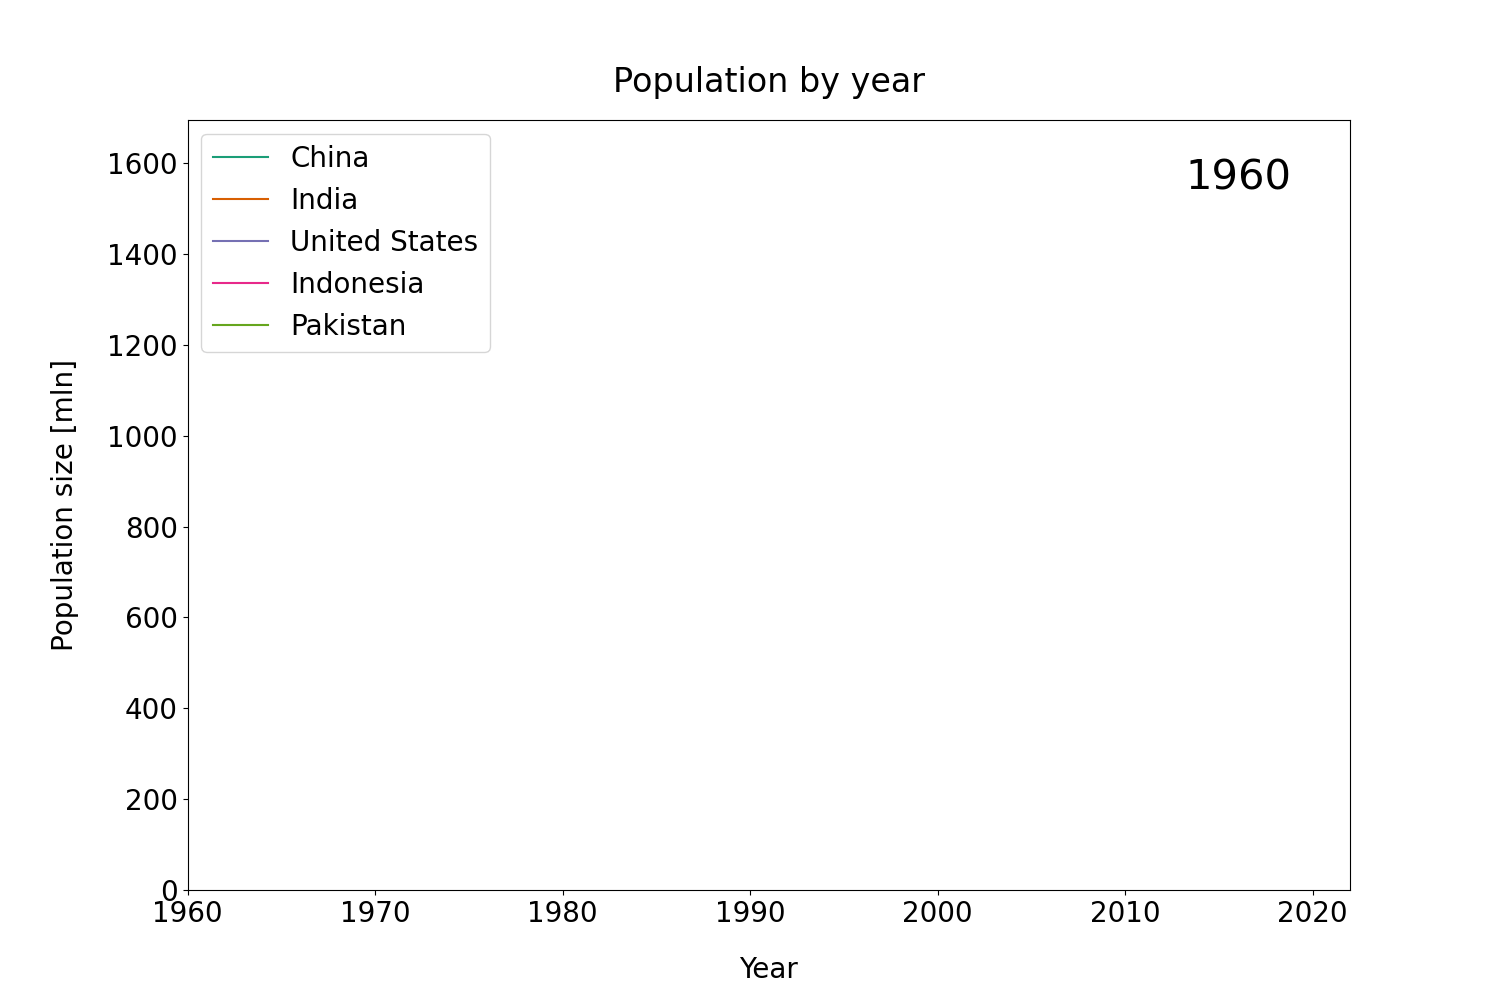 Population by year
1960
China
India
United States
Indonesia
Pakistan
Population size [mln]
1600
1400
1200
1000
800
600
400
200
0
1960 1970 1980 1990 2000 2010 2020
Year